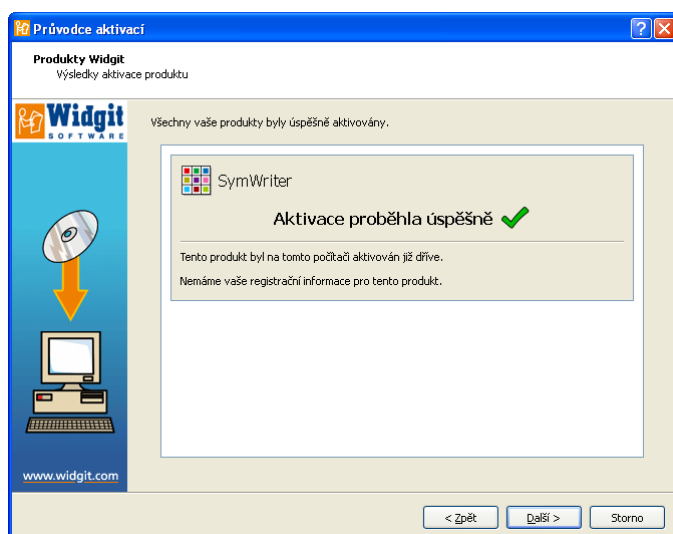 Průvodce aktivací
Produkty Widgit
Výsledky aktivace produktu
Widgit
SOFTWARE
Všechny vaše produkty byly úspěšně aktivovány.
SymWriter
Aktivace proběhla úspěšně
Tento produkt byl na tomto počítači aktivován již dříve.
Nemáme vaše registrační informace pro tento produkt.
www.widgit.com
< Zpět
Další >
Storno